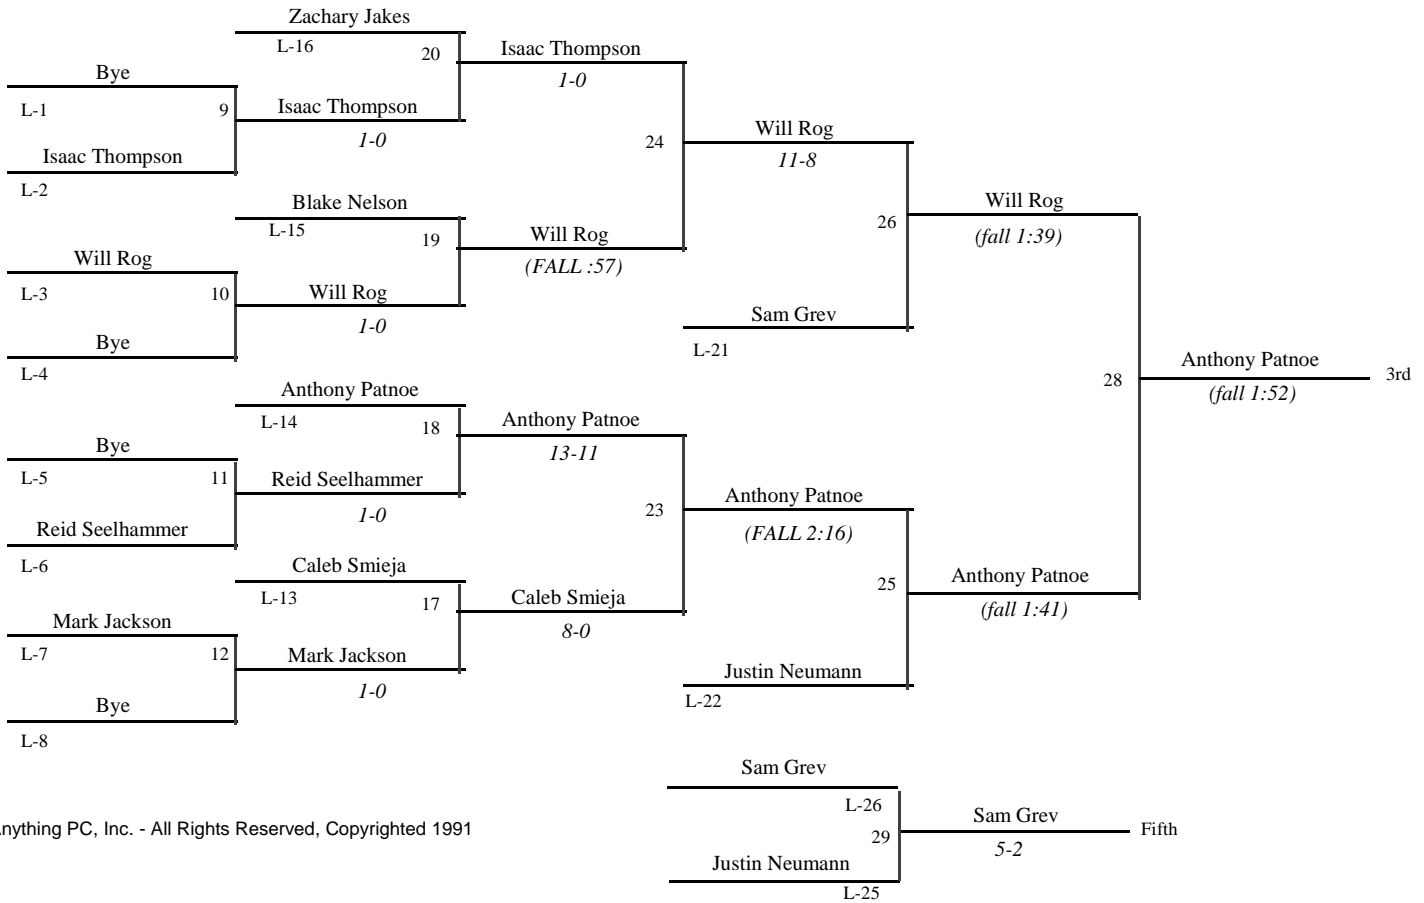 Zachary Jakes
L-16
20
Isaac Thompson
1-0
Bye
L-1
9
Isaac Thompson
1-0
Isaac Thompson
L-2
24
Will Rog
11-8
Blake Nelson
L-15
19
Will Rog
(FALL :57)
26
Will Rog
(fall 1:39)
Will Rog
L-3
10
Will Rog
1-0
Bye
L-4
Sam Grev
L-21
28
Anthony Patnoe
(fall 1:52)
3rd
Anthony Patnoe
L-14
18
Anthony Patnoe
13-11
Bye
L-5
11
Reid Seelhammer
1-0
Reid Seelhammer
L-6
23
Anthony Patnoe
(FALL 2:16)
Caleb Smieja
L-13
17
Caleb Smieja
8-0
25
Anthony Patnoe
(fall 1:41)
Mark Jackson
L-7
12
Mark Jackson
1-0
Bye
L-8
Justin Neumann
L-22
Sam Grev
L-26
29
Sam Grev
5-2
Fifth
Justin Neumann
L-25
nything PC, Inc. - All Rights Reserved, Copyrighted 1991